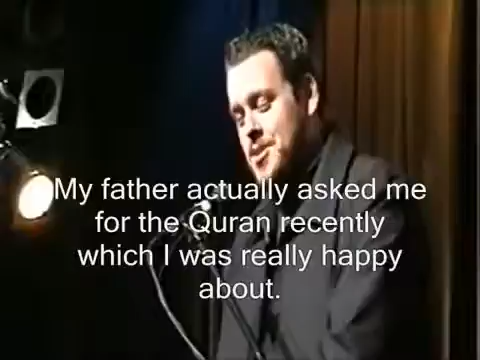 My father actually asked me
for the Quran recently
which I was really happy
about.